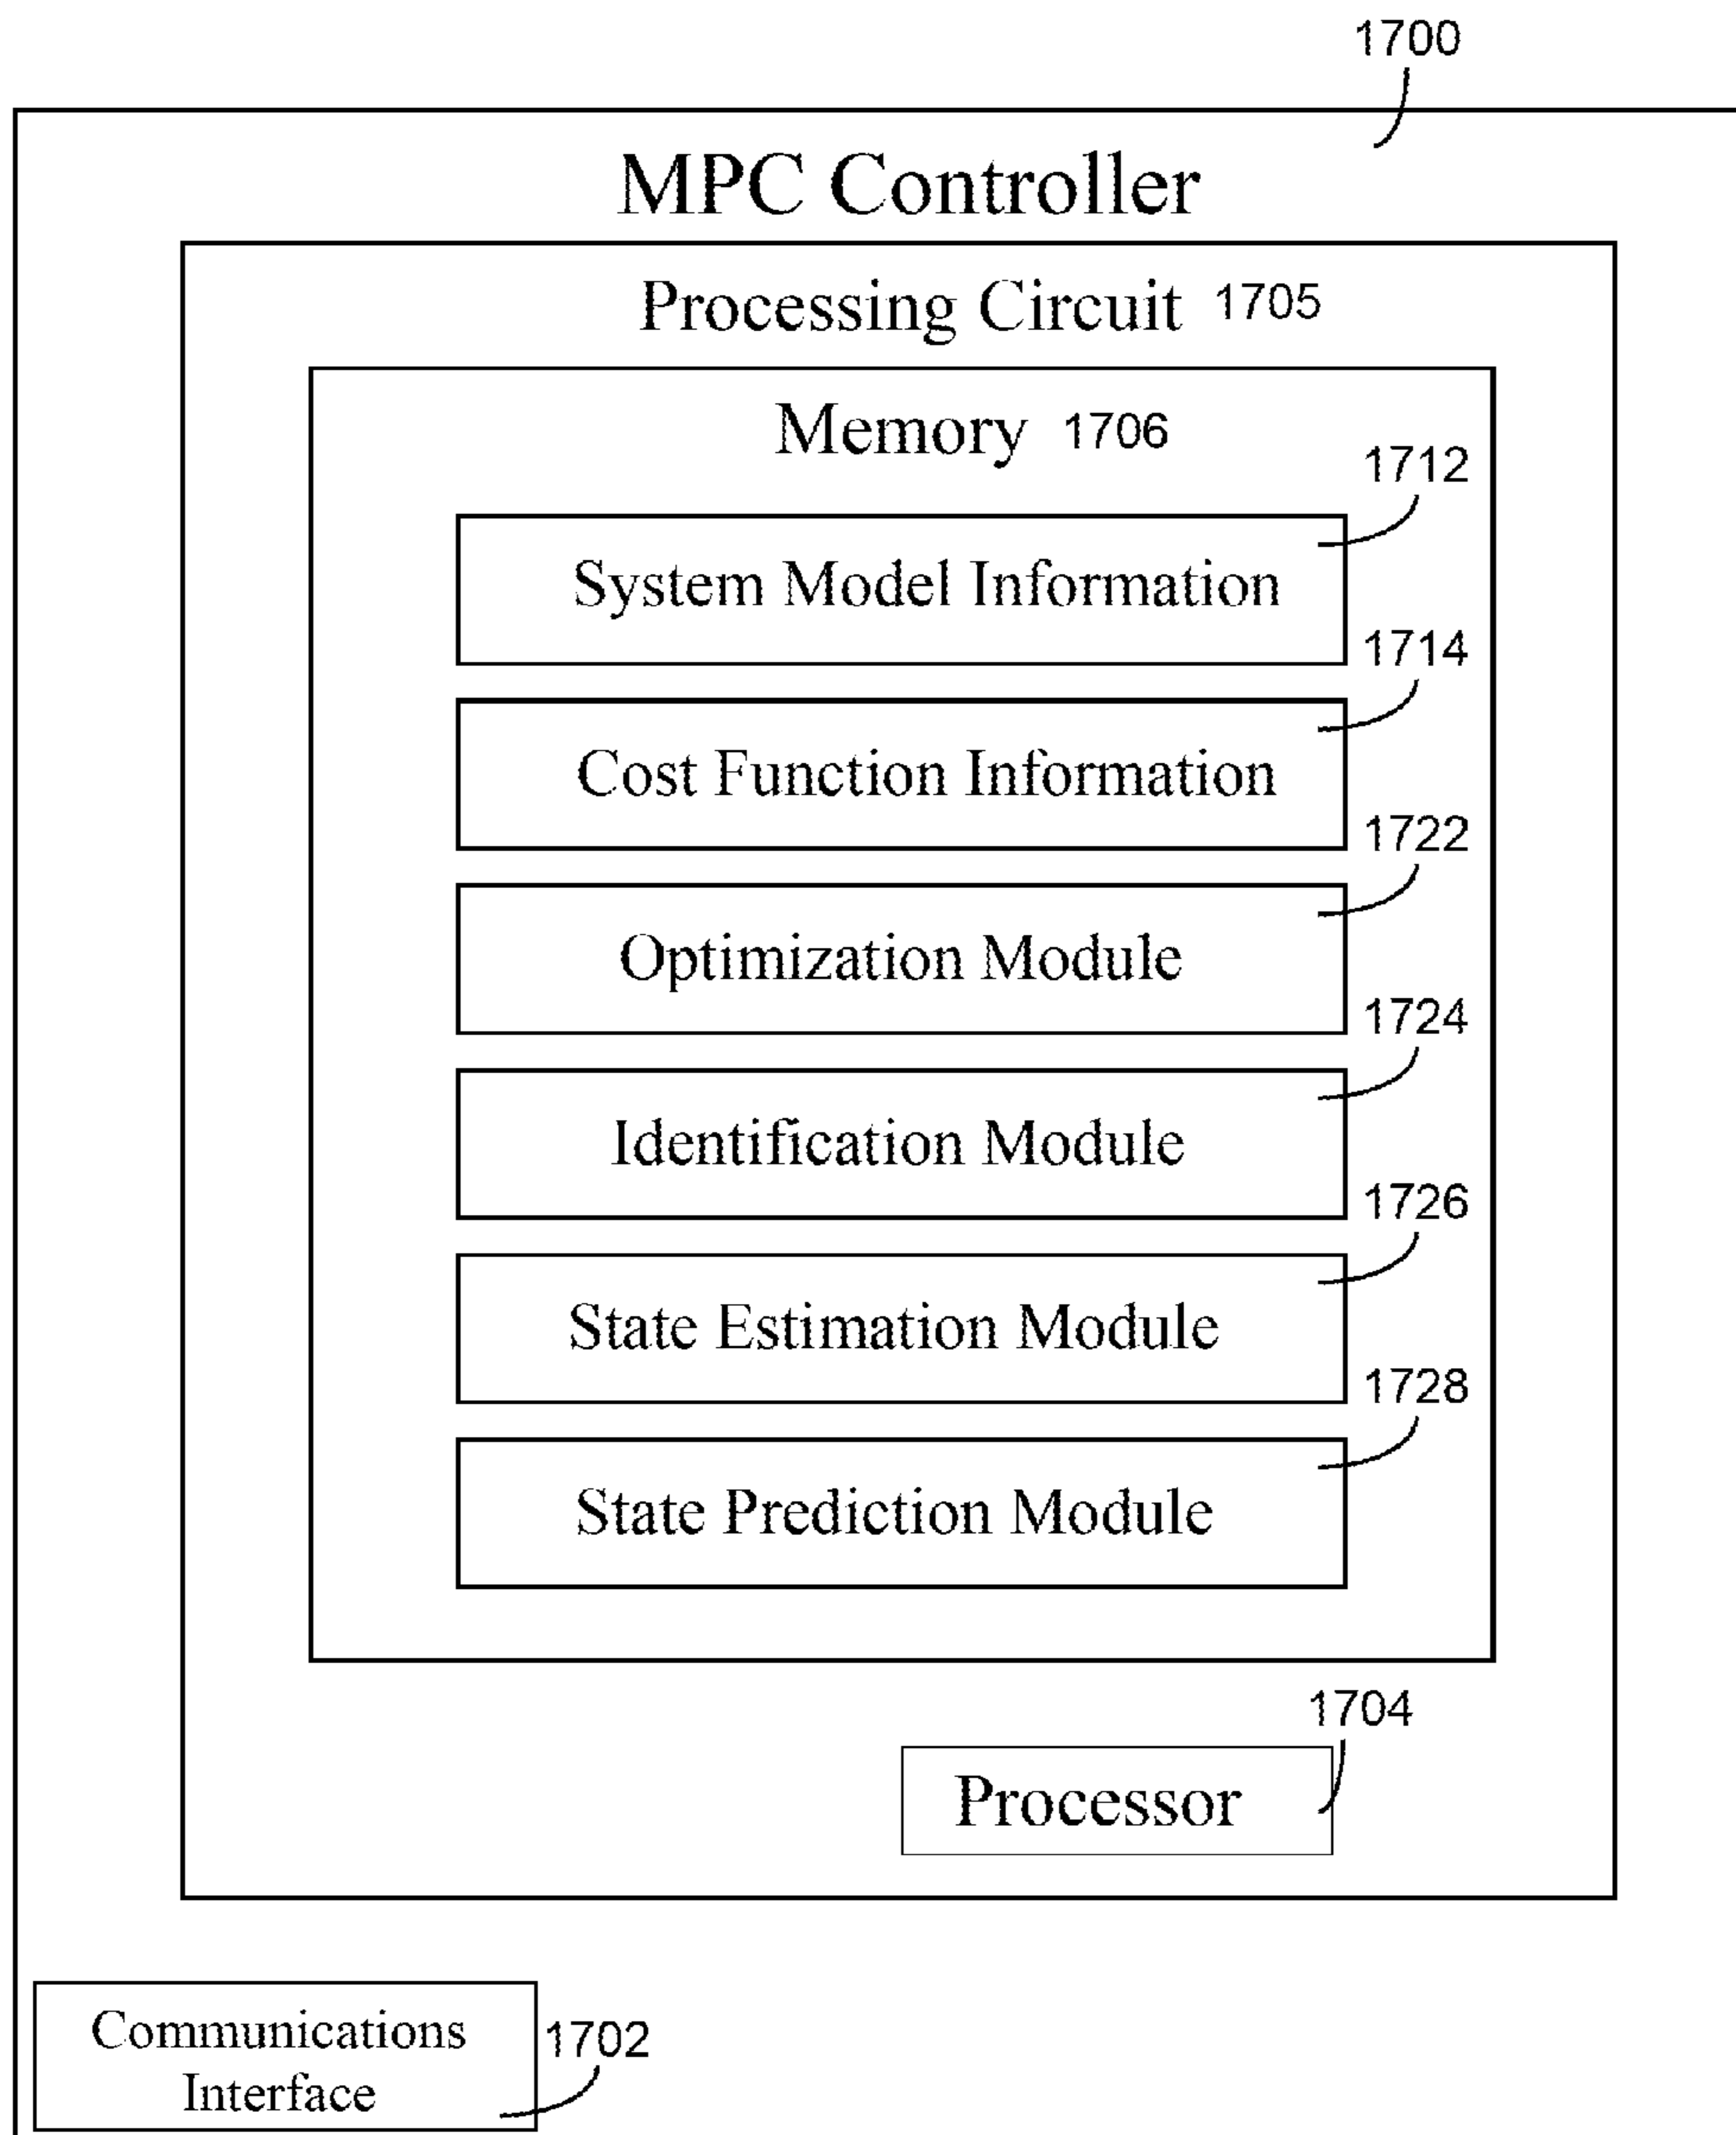 1700
MPC Controller
Processing Circuit 1705
Memory 1706
1712
System Model Information
1714
Cost Function Information
1722
Optimization Module
1724
Identification Module
1726
State Estimation Module
1728
State Prediction Module
1704
Processor
Communications
Interface
1702